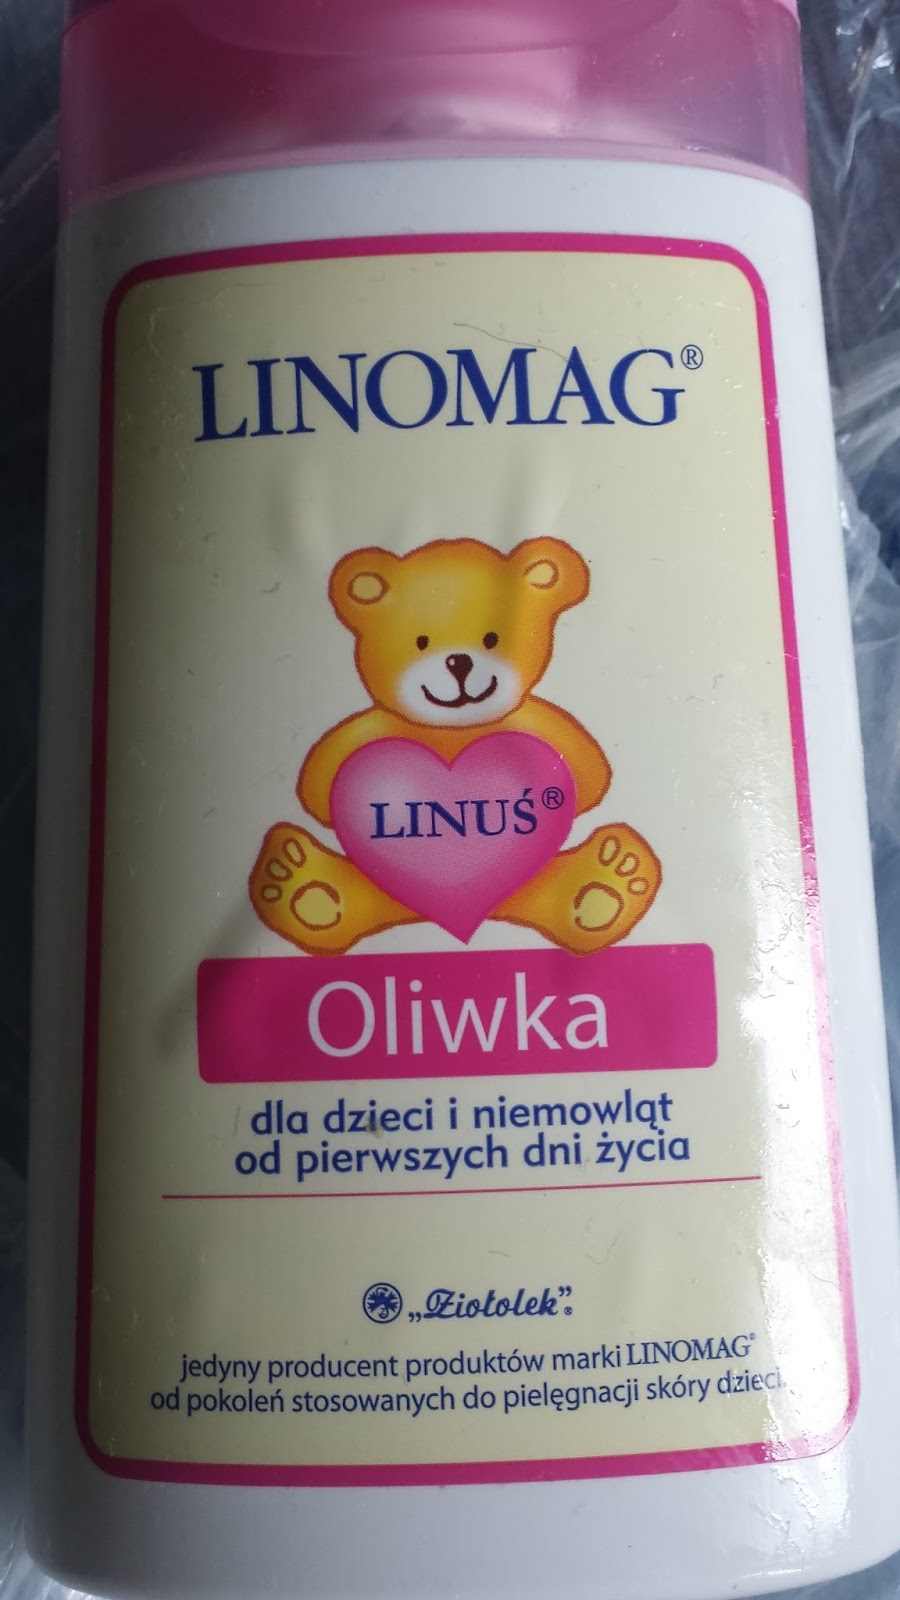 LINOMAG®
LINUŚ®
Oliwka
dla dzieci i niemowląt
od pierwszych dni życia
„Ziołolek”®
jedyny producent produktów marki LINOMAG®
od pokoleń stosowanych do pielęgnacji skóry dzieci.